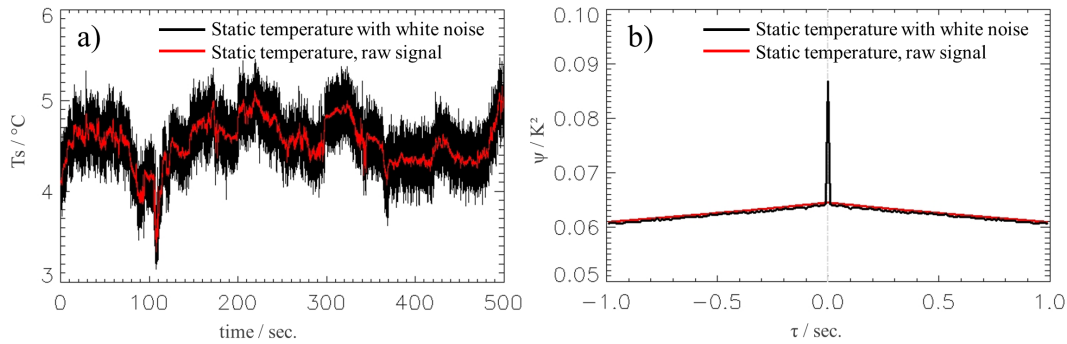 a)
Static temperature with white noise
Static temperature, raw signal
6
5
4
3
Ts / °C
0
100
200
300
400
500
time / sec.
b)
Static temperature with white noise
Static temperature, raw signal
0.10
0.09
0.08
0.07
0.06
0.05
ψ / K²
−1.0
−0.5
0.0
0.5
1.0
τ / sec.